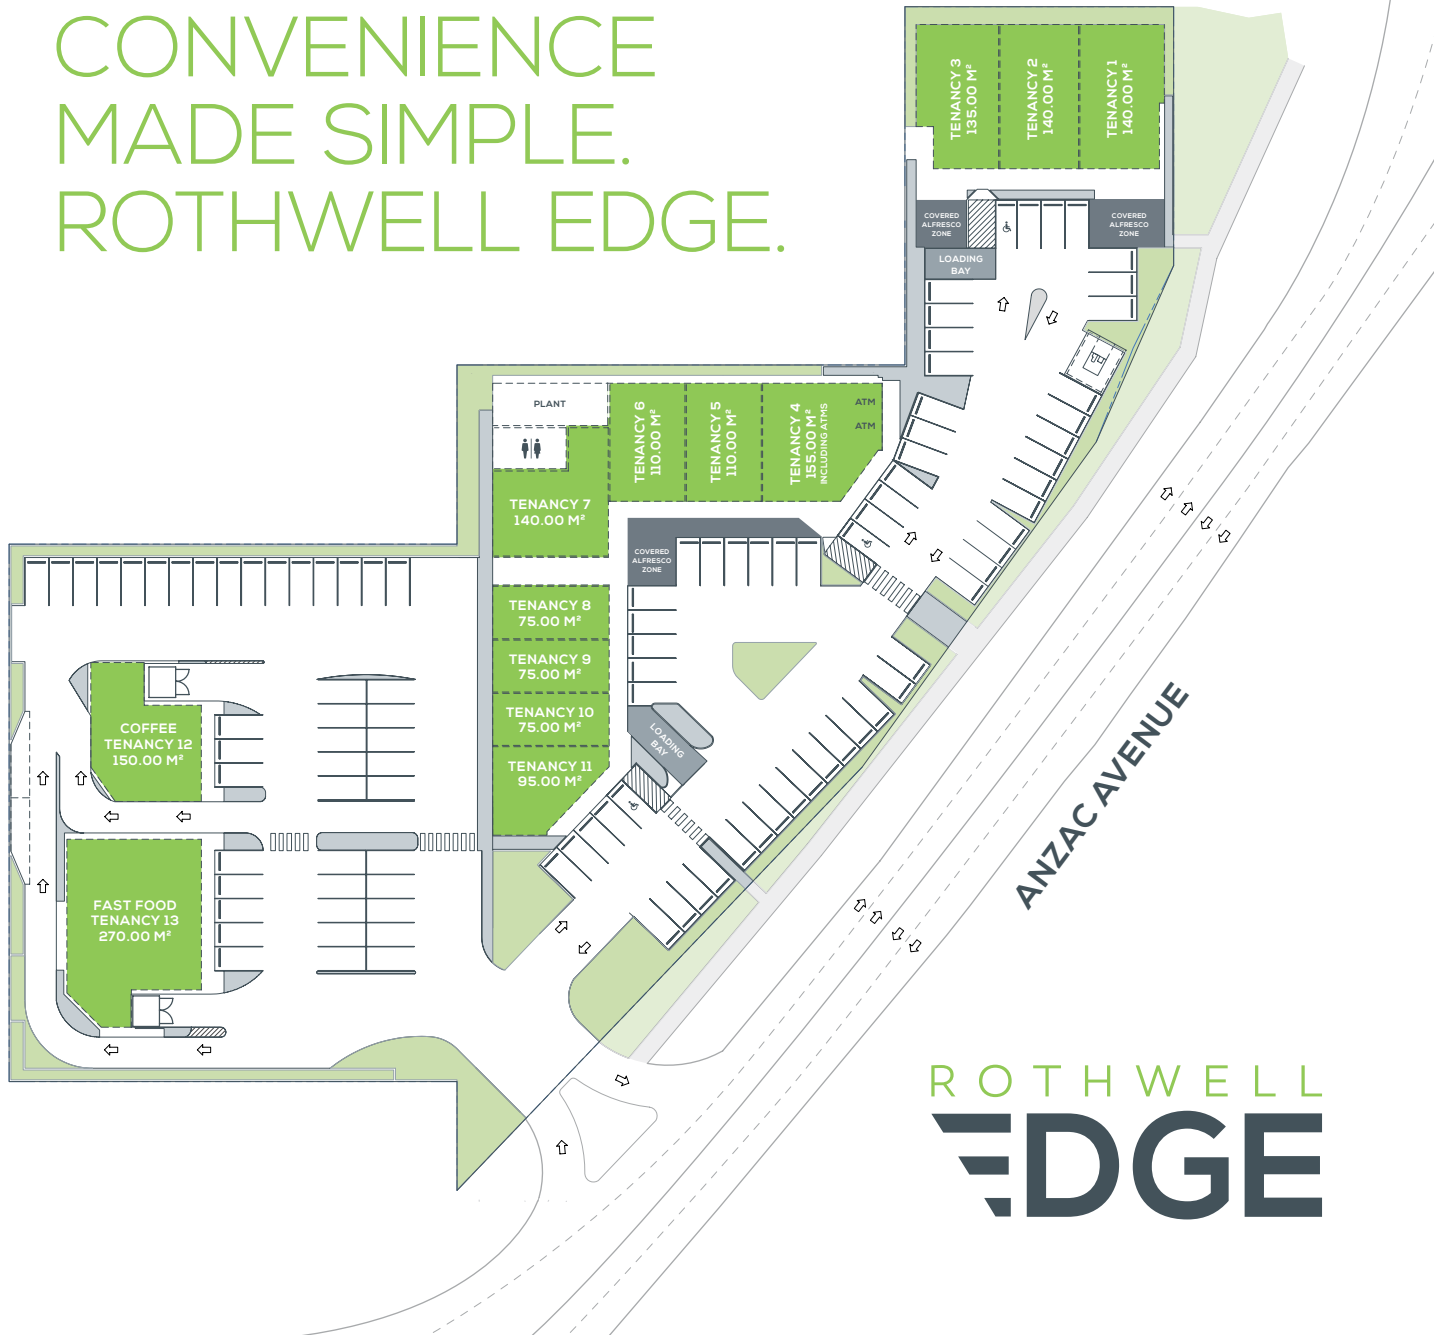 CONVENIENCE
MADE SIMPLE.
ROTHWELL EDGE.
TENANCY 3
135.00 M²
TENANCY 2
140.00 M²
TENANCY 1
140.00 M²
COVERED
ALFRESCO
ZONE
COVERED
ALFRESCO
ZONE
LOADING
BAY
PLANT
TENANCY 6
110.00 M²
TENANCY 5
110.00 M²
TENANCY 4
155.00 M²
INCLUDING ATMS
ATM
ATM
TENANCY 7
140.00 M²
COVERED
ALFRESCO
ZONE
TENANCY 8
75.00 M²
TENANCY 9
75.00 M²
TENANCY 10
75.00 M²
TENANCY 11
95.00 M²
LOADING
BAY
COFFEE
TENANCY 12
150.00 M²
FAST FOOD
TENANCY 13
270.00 M²
ANZAC AVENUE
ROTHWELL
EDGE